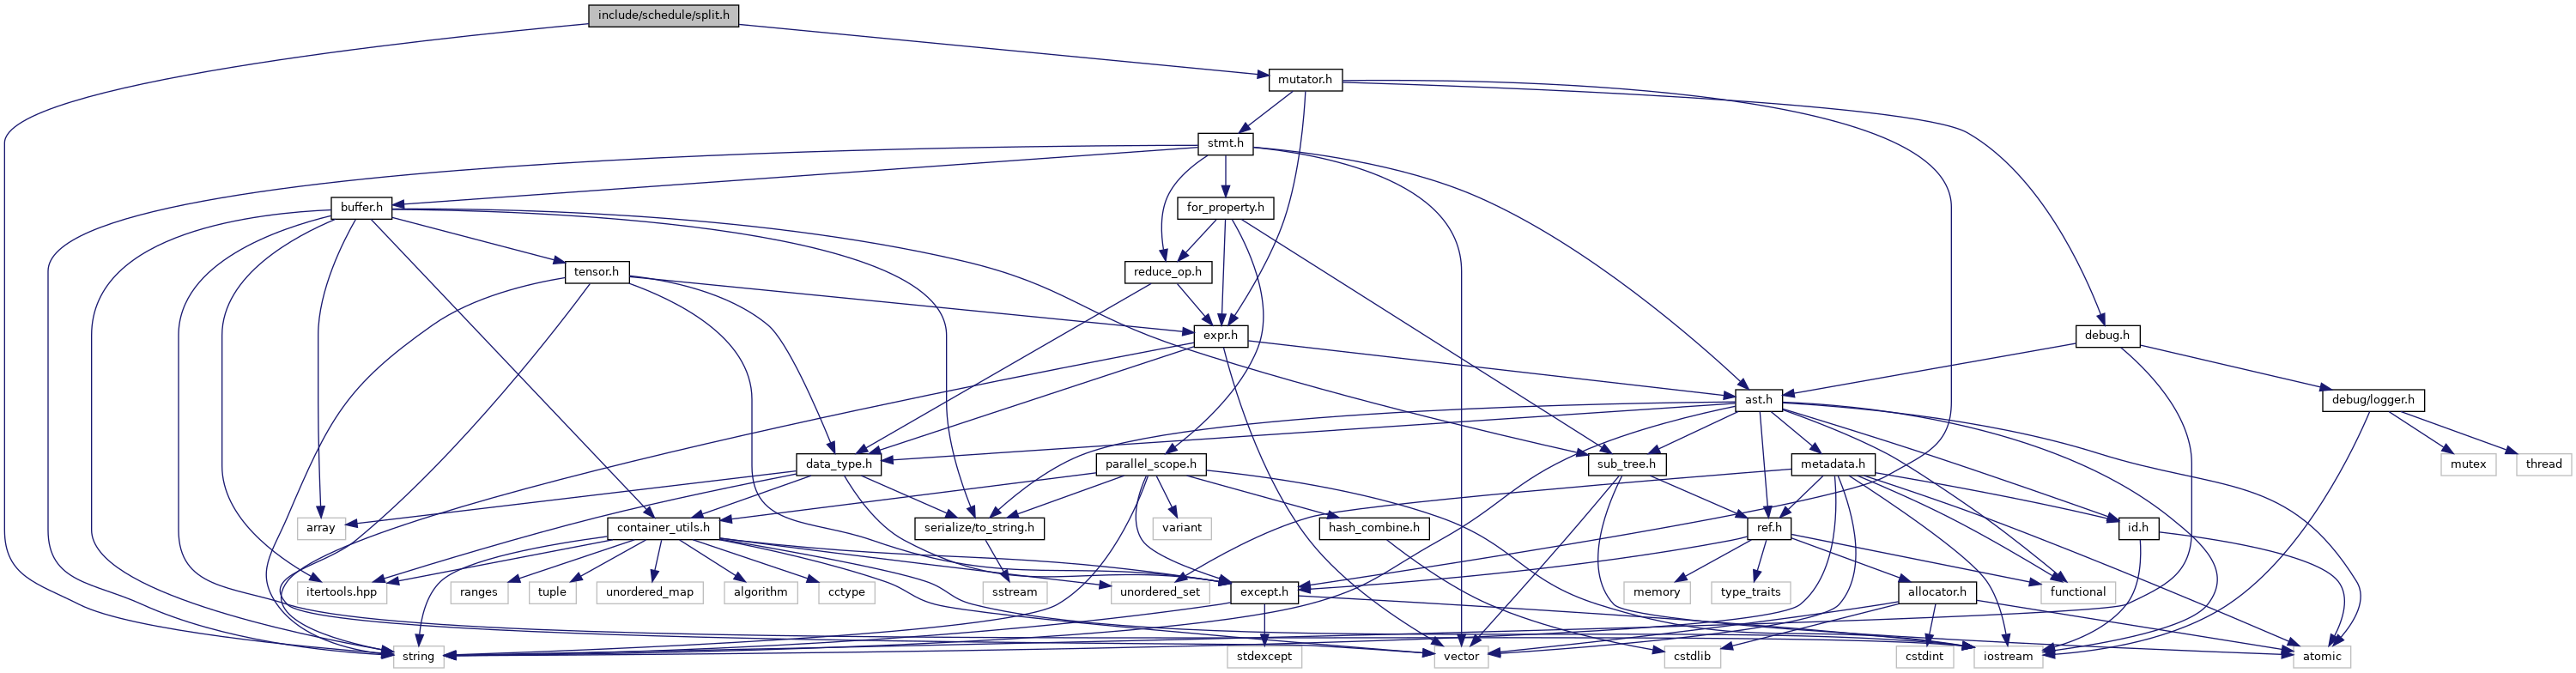 include/schedule/split.h
mutator.h
stmt.h
buffer.h
for_property.h
tensor.h
reduce_op.h
expr.h
debug.h
ast.h
debug/logger.h
data_type.h
parallel_scope.h
sub_tree.h
metadata.h
mutex
thread
array
container_utils.h
serialize/to_string.h
variant
hash_combine.h
ref.h
id.h
itertools.hpp
ranges
tuple
unordered_map
algorithm
cctype
sstream
unordered_set
except.h
memory
type_traits
allocator.h
functional
string
stdexcept
vector
cstdlib
cstdint
iostream
atomic